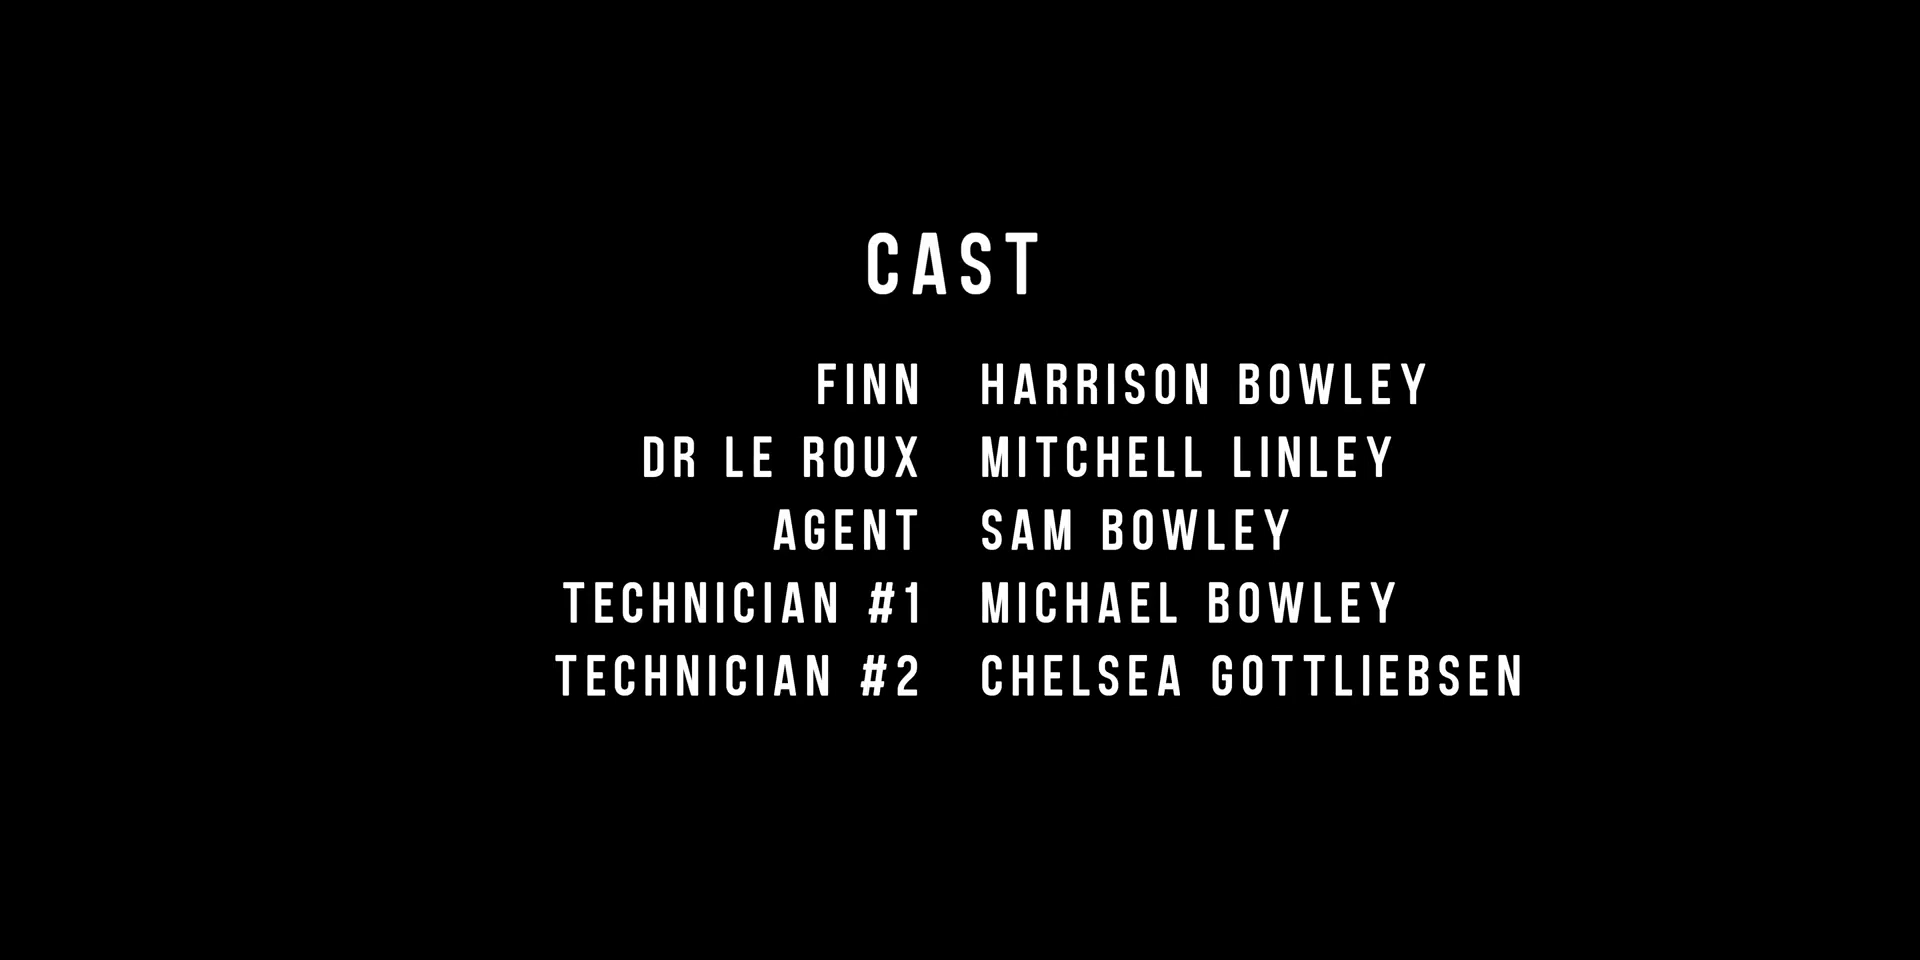 CAST
FINN HARRISON BOWLEY
DR LE ROUX MITCHELL LINLEY
AGENT SAM BOWLEY
TECHNICIAN #1 MICHAEL BOWLEY
TECHNICIAN #2 CHELSEA GOTTLIEBSEN